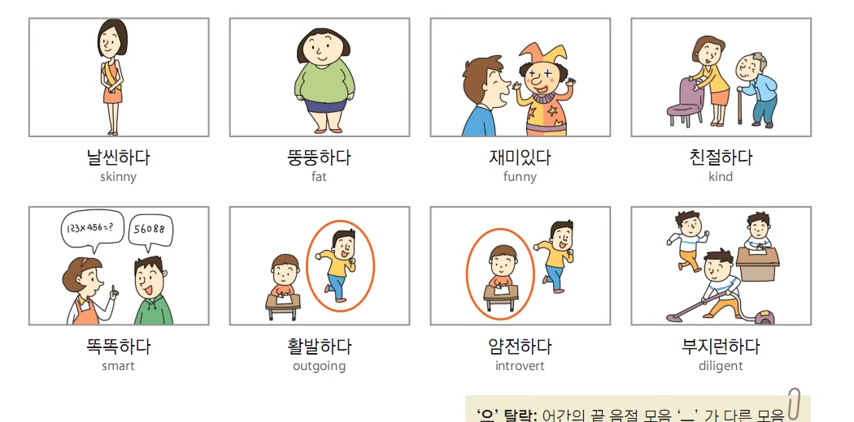 날씬하다 뚱뚱하다 재미있다 친절하다
skinny fat funny kind
123X456=? 56088
똑똑하다 활발하다 얌전하다 부지런하다
smart outgoing introvert diligent
‘으’ 탈락: 어간의 끝 음절 모음 ‘ㅡ’ 가 다른 모음